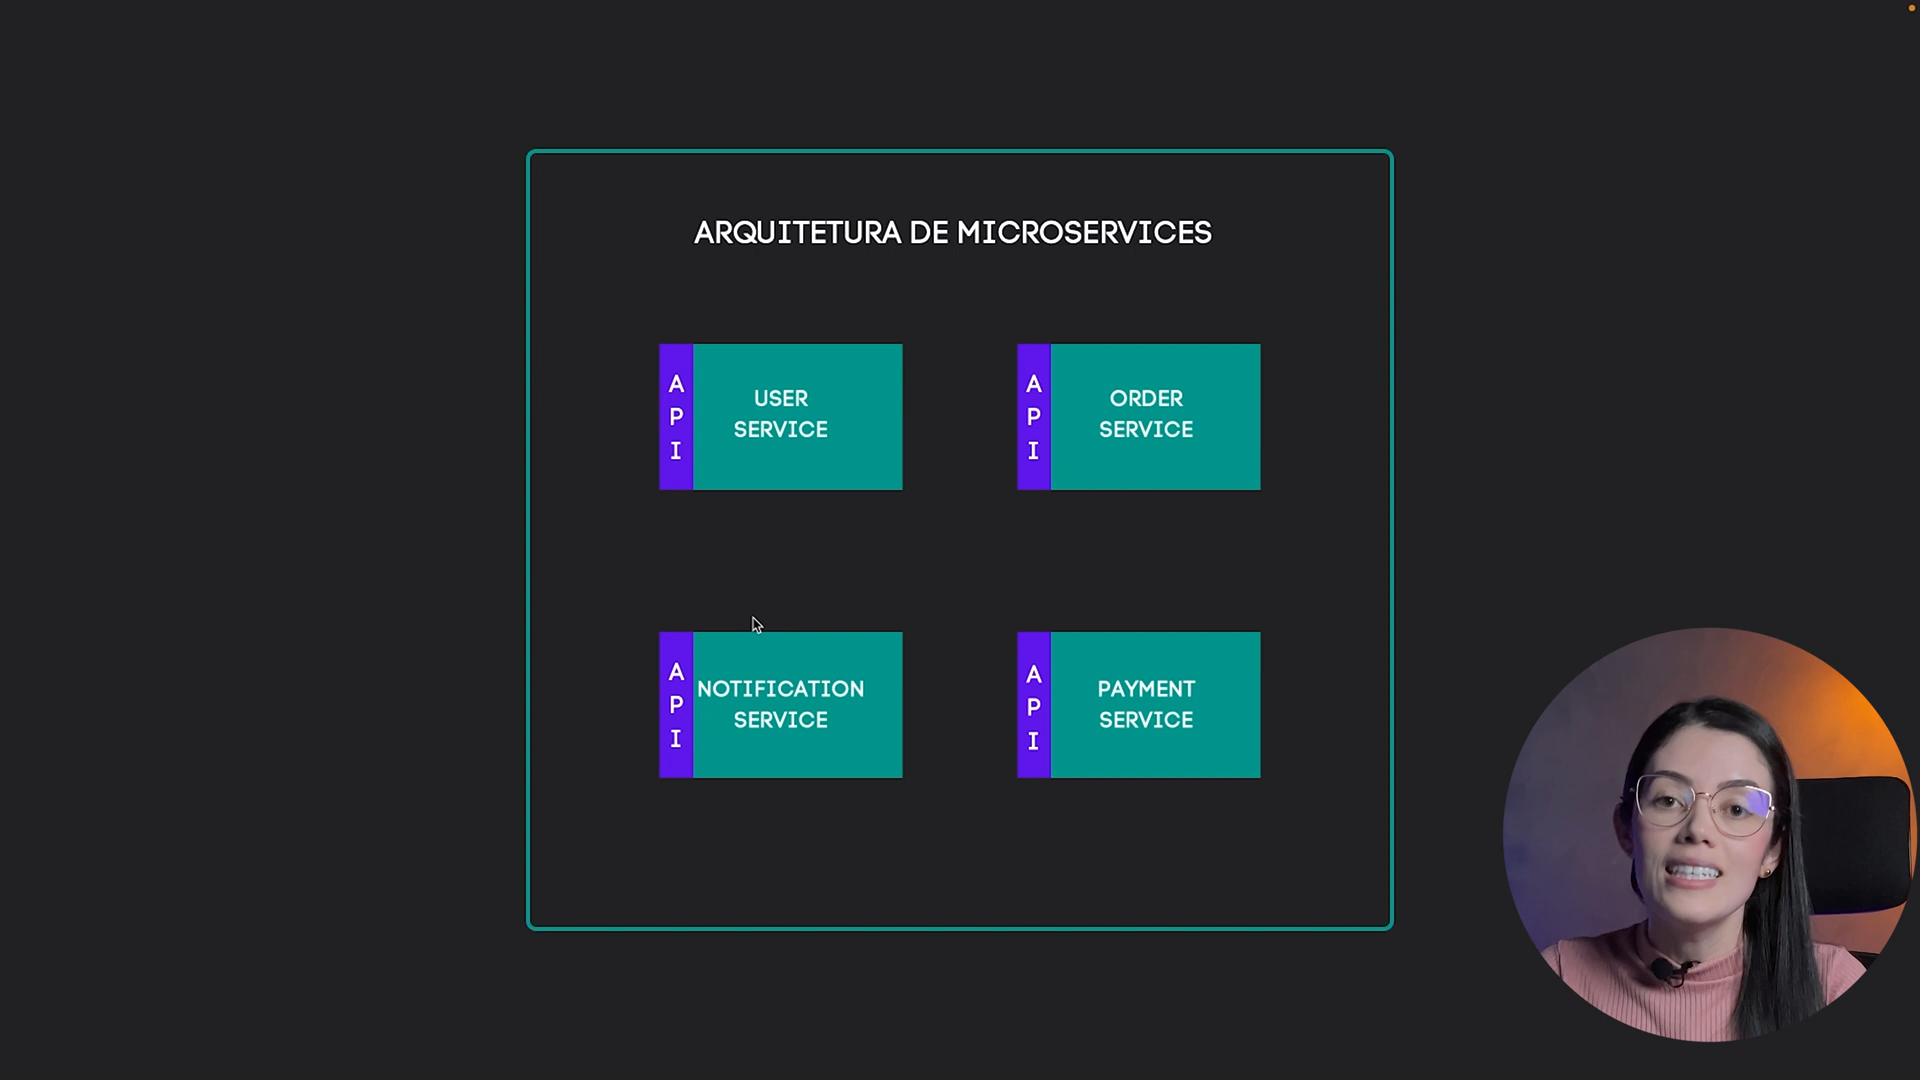 ARQUITETURA DE MICROSERVICES
A
P
I
USER
SERVICE
A
P
I
ORDER
SERVICE
A
P
I
NOTIFICATION
SERVICE
A
P
I
PAYMENT
SERVICE